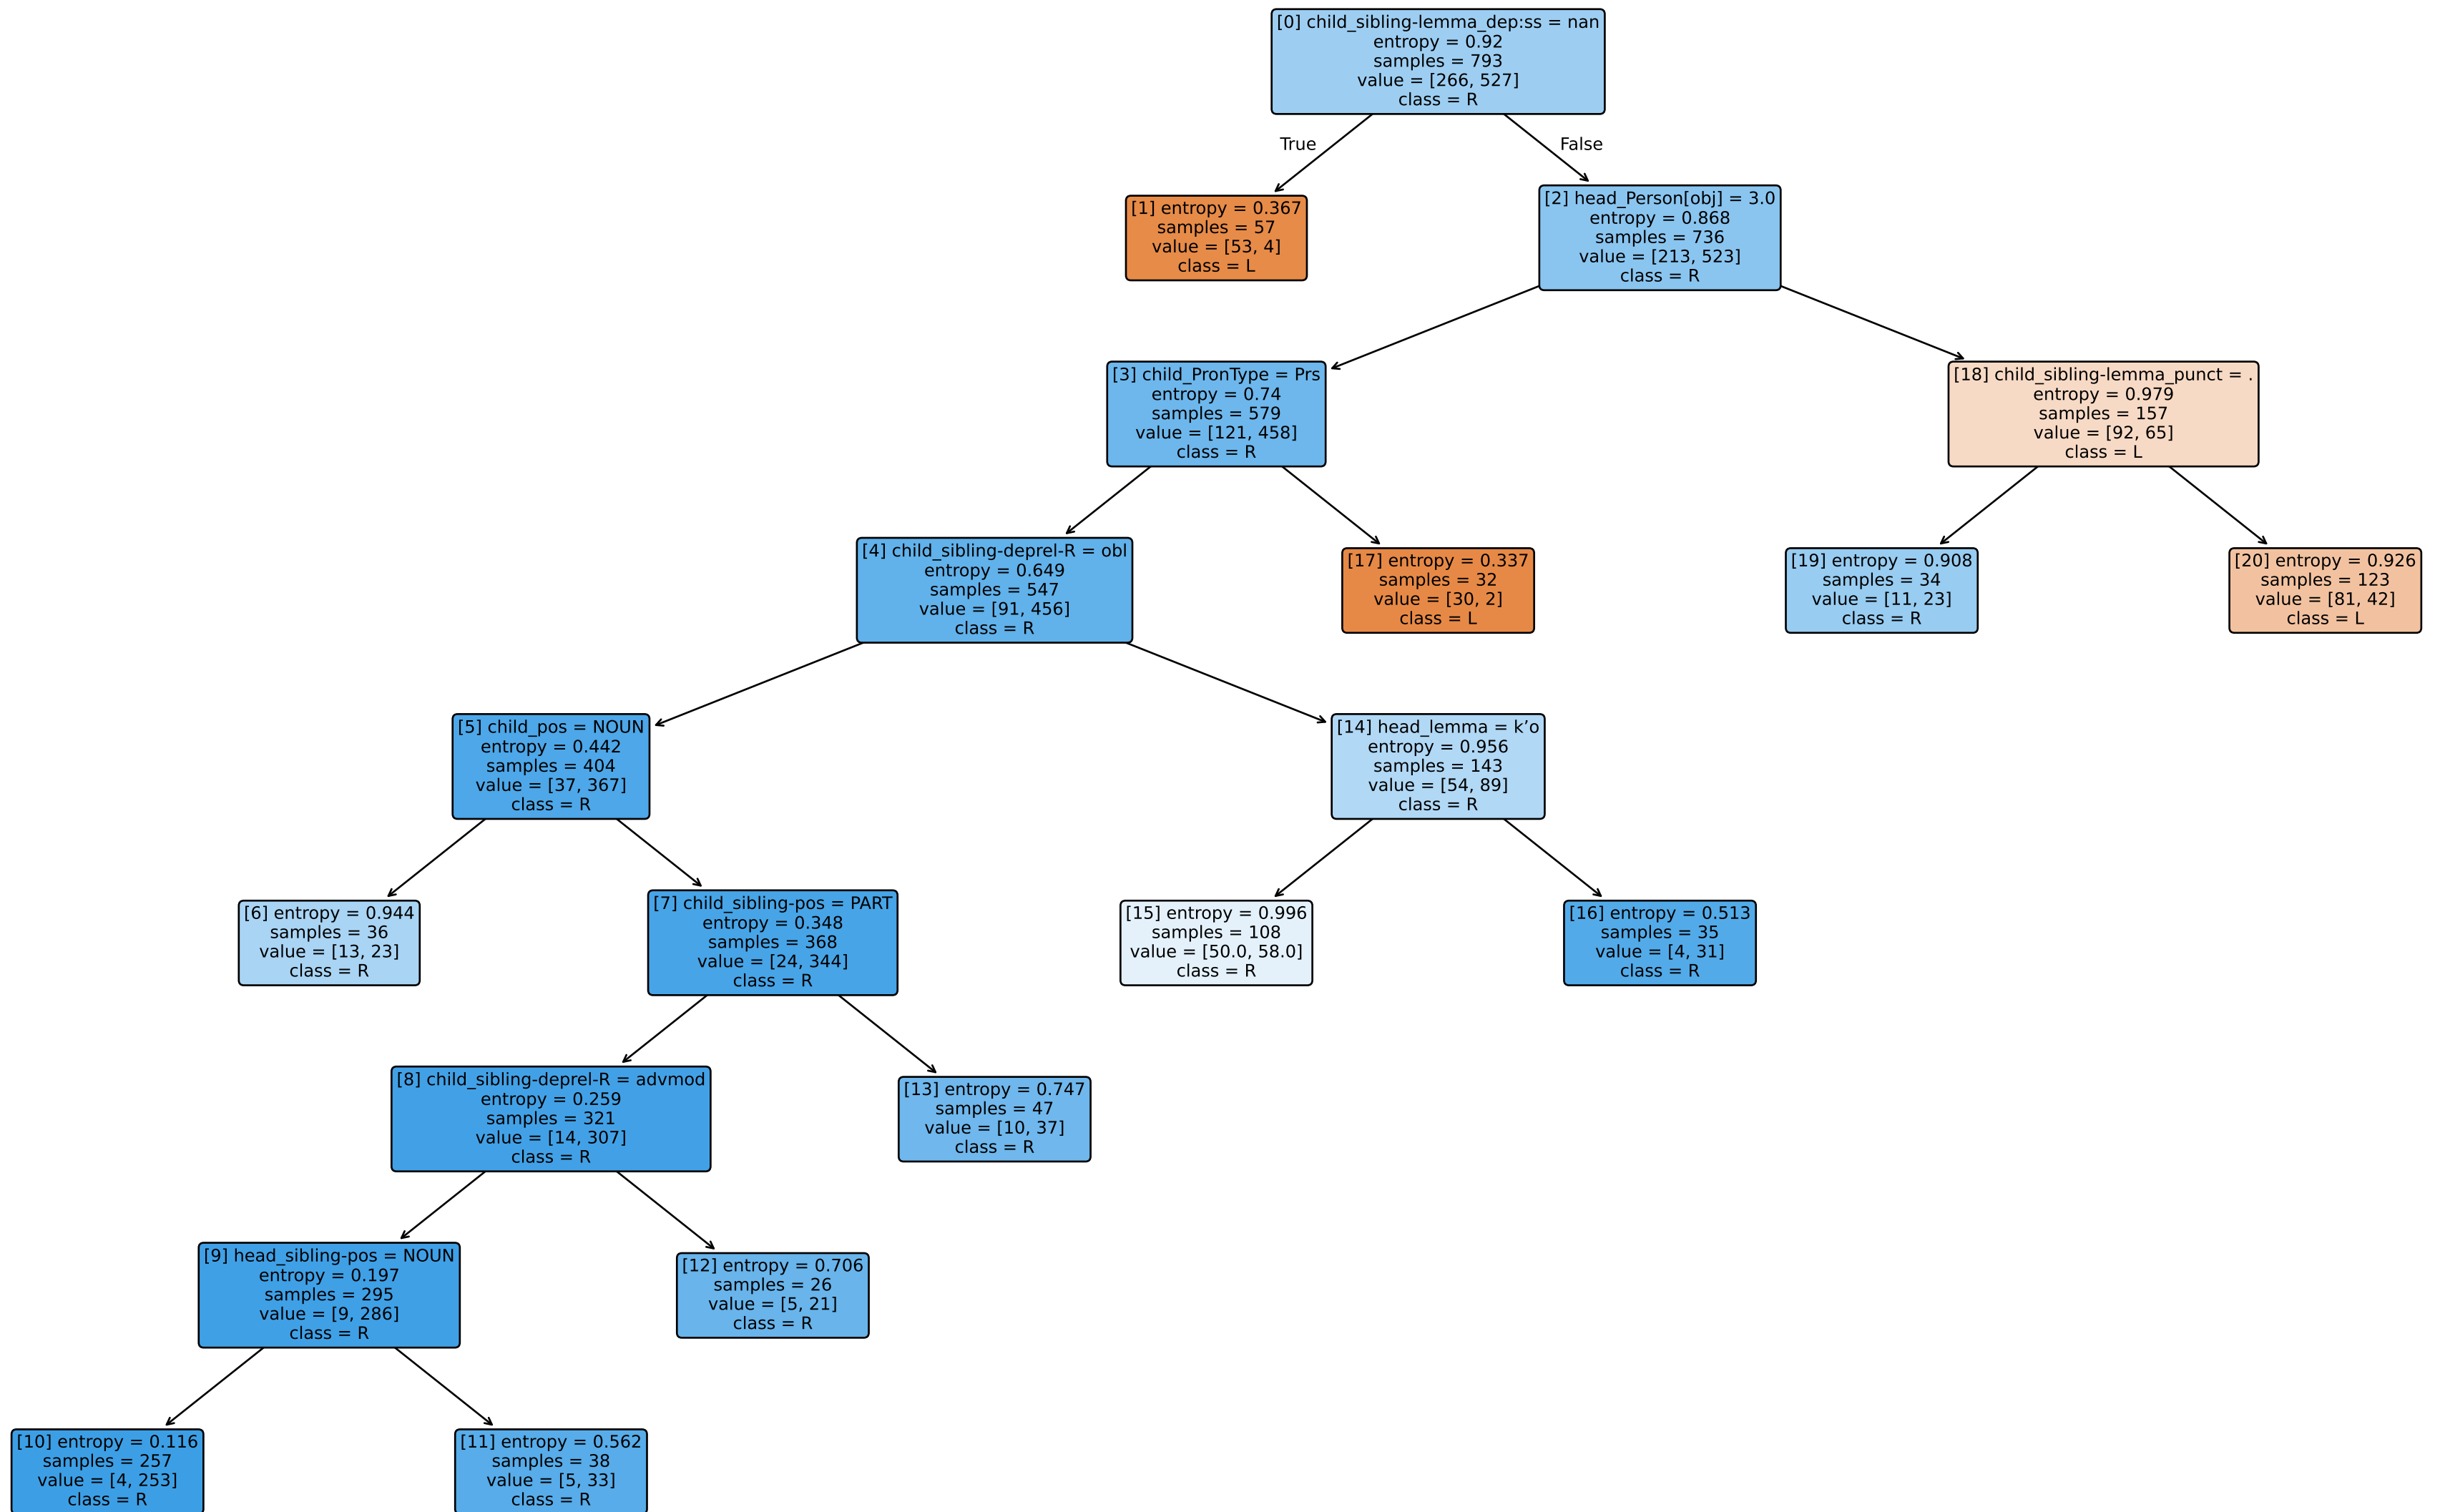 [0] child_sibling-lemma_dep:ss = nan
entropy = 0.92
samples = 793
value = [266, 527]
class = R
True
False
[1] entropy = 0.367
samples = 57
value = [53, 4]
class = L
[2] head_Person[obj] = 3.0
entropy = 0.868
samples = 736
value = [213, 523]
class = R
[3] child_PronType = Prs
entropy = 0.74
samples = 579
value = [121, 458]
class = R
[18] child_sibling-lemma_punct = .
entropy = 0.979
samples = 157
value = [92, 65]
class = L
[4] child_sibling-deprel-R = obl
entropy = 0.649
samples = 547
value = [91, 456]
class = R
[17] entropy = 0.337
samples = 32
value = [30, 2]
class = L
[19] entropy = 0.908
samples = 34
value = [11, 23]
class = R
[20] entropy = 0.926
samples = 123
value = [81, 42]
class = L
[5] child_pos = NOUN
entropy = 0.442
samples = 404
value = [37, 367]
class = R
[14] head_lemma = k’o
entropy = 0.956
samples = 143
value = [54, 89]
class = R
[6] entropy = 0.944
samples = 36
value = [13, 23]
class = R
[7] child_sibling-pos = PART
entropy = 0.348
samples = 368
value = [24, 344]
class = R
[15] entropy = 0.996
samples = 108
value = [50.0, 58.0]
class = R
[16] entropy = 0.513
samples = 35
value = [4, 31]
class = R
[8] child_sibling-deprel-R = advmod
entropy = 0.259
samples = 321
value = [14, 307]
class = R
[13] entropy = 0.747
samples = 47
value = [10, 37]
class = R
[9] head_sibling-pos = NOUN
entropy = 0.197
samples = 295
value = [9, 286]
class = R
[12] entropy = 0.706
samples = 26
value = [5, 21]
class = R
[10] entropy = 0.116
samples = 257
value = [4, 253]
class = R
[11] entropy = 0.562
samples = 38
value = [5, 33]
class = R